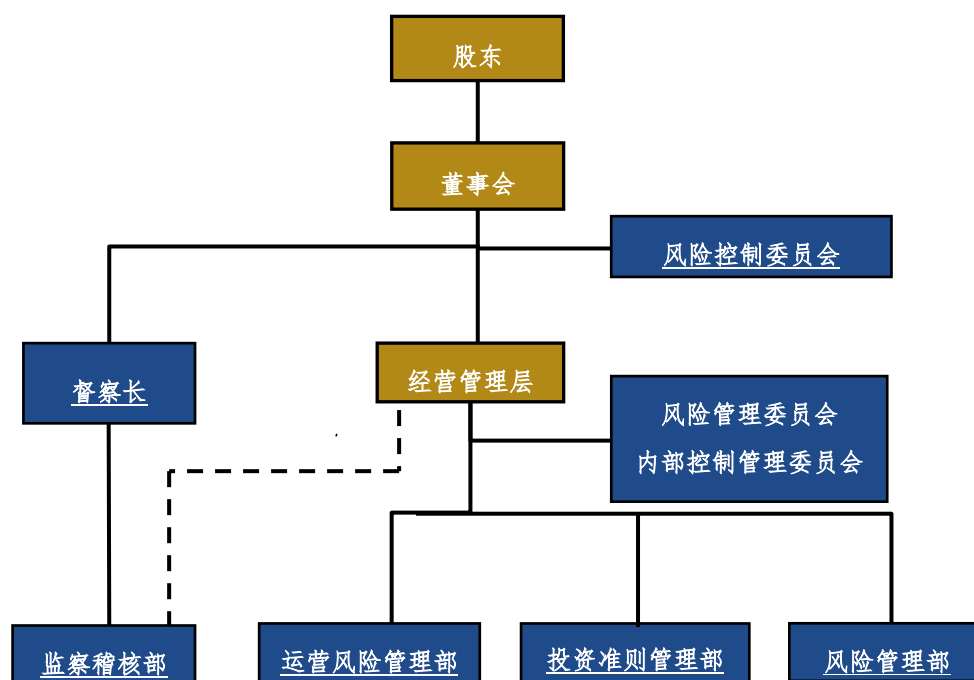 股东
董事会
风险控制委员会
督察长
经营管理层
风险管理委员会
内部控制管理委员会
监察稽核部
运营风险管理部
投资准则管理部
风险管理部